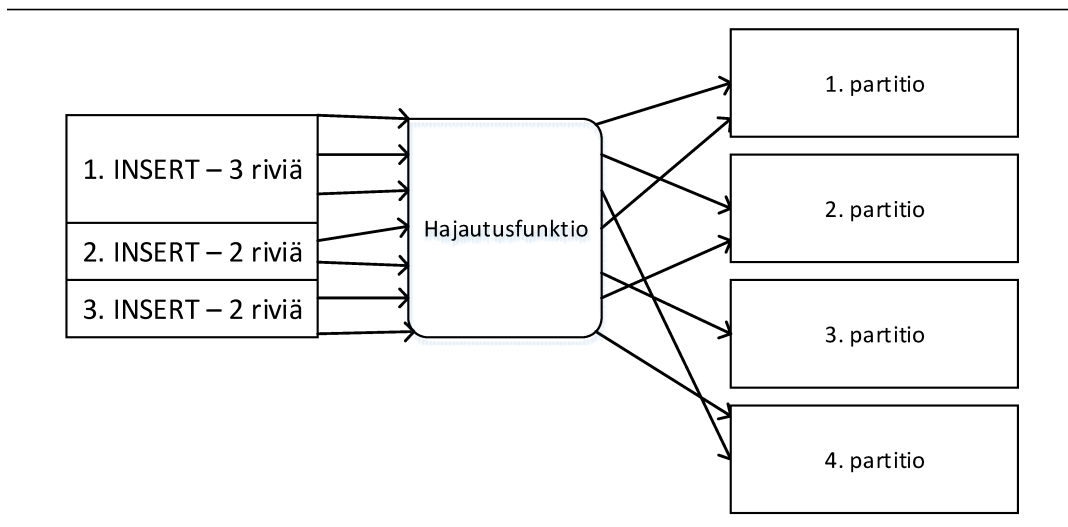 1. INSERT – 3 riviä
2. INSERT – 2 riviä
3. INSERT – 2 riviä
Hajautusfunktio
1. partitio
2. partitio
3. partitio
4. partitio